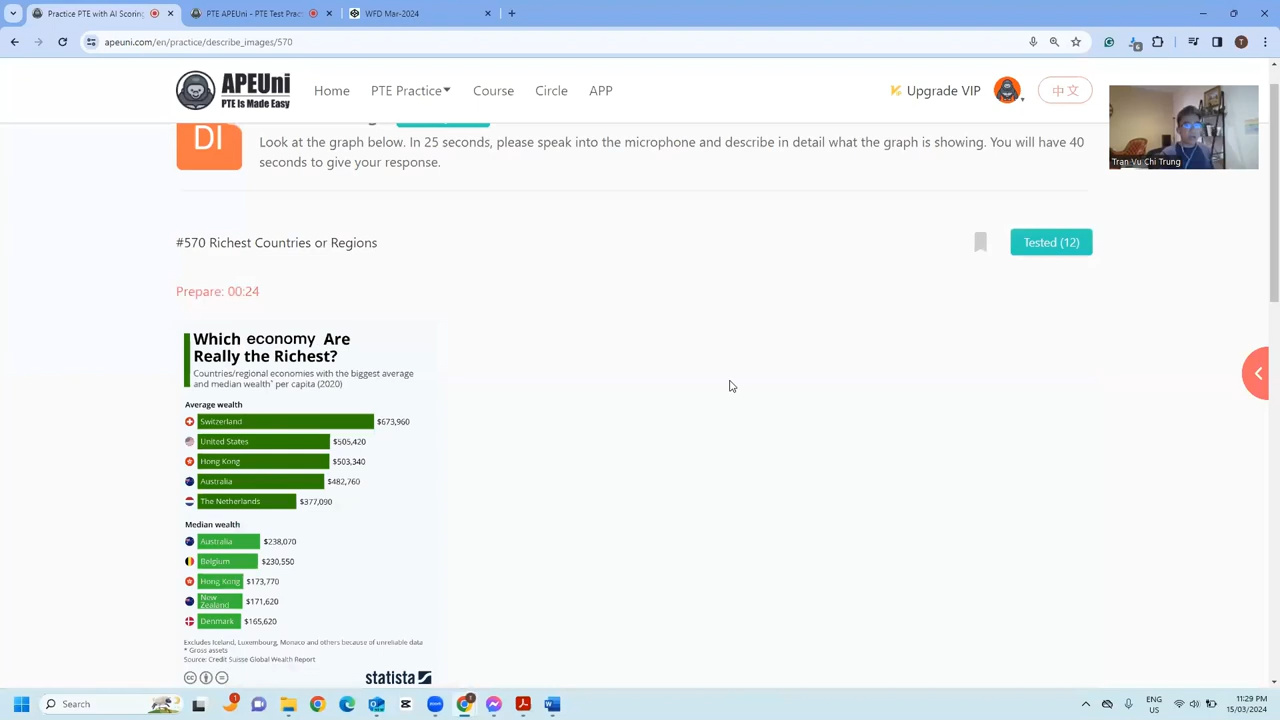 Practice PTE with AI Scoring
WFD Mar-2024
apeuni.com/en/practice/describe_images/570
APEUni
PTE Is Made Easy
Home
PTE Practice
Course
Circle
APP
Upgrade VIP
中 文
DI
Look at the graph below. In 25 seconds, please speak into the microphone and describe in detail what the graph is showing. You will have 40
seconds to give your response.
Tran Vu Chi Trung
#570 Richest Countries or Regions
Tested (12)
Prepare: 00:24
Which economy Are
Really the Richest?
Countries/regional economies with the biggest average
and median wealth* per capita (2020)
Average wealth
Switzerland $673,960
United States $505,420
Hong Kong $503,340
Australia $482,760
The Netherlands $377,090
Median wealth
Australia $238,070
Belgium $230,550
Hong Kong $173,770
New
Zealand $171,620
Denmark $165,620
Excludes Iceland, Luxembourg, Monaco and others because of unreliable data
* Gross assets
Source: Credit Suisse Global Wealth Report
statista
Search
ENG
US
11:29 PM
15/03/2024